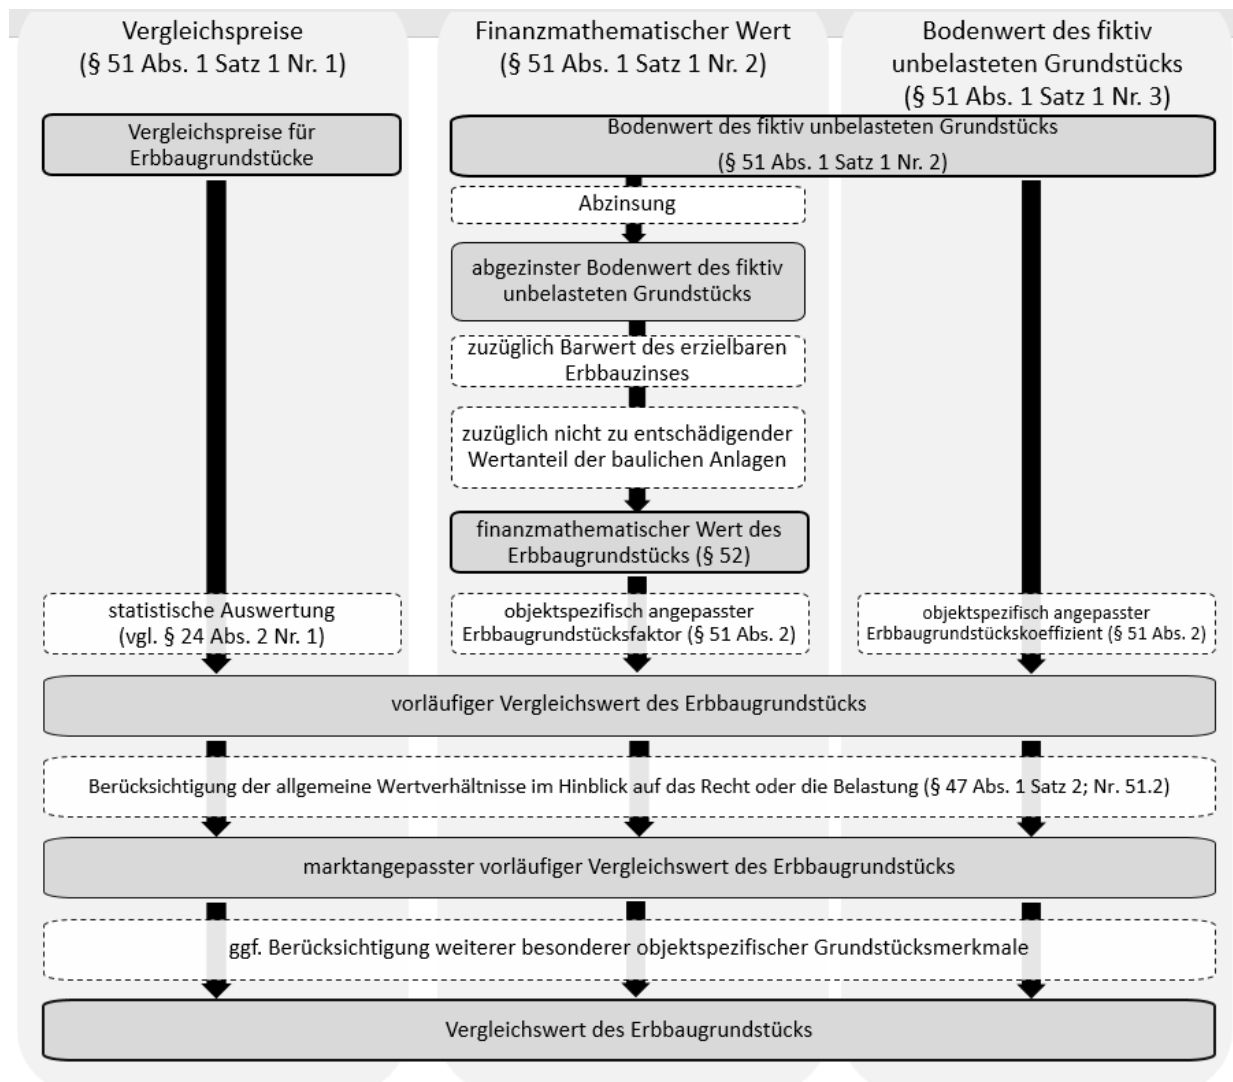 Vergleichspreise
(§ 51 Abs. 1 Satz 1 Nr. 1)
Finanzmathematischer Wert
(§ 51 Abs. 1 Satz 1 Nr. 2)
Bodenwert des fiktiv
unbelasteten Grundstücks
(§ 51 Abs. 1 Satz 1 Nr. 3)
Vergleichspreise für
Erbbaugrundstücke
Bodenwert des fiktiv unbelasteten Grundstücks
(§ 51 Abs. 1 Satz 1 Nr. 2)
Abzinsung
abgezinster Bodenwert des fiktiv
unbelasteten Grundstücks
zuzüglich Barwert des erzielbaren
Erbbauzinses
zuzüglich nicht zu entschädigender
Wertanteil der baulichen Anlagen
finanzmathematischer Wert des
Erbbaugrundstücks (§ 52)
statistische Auswertung
(vgl. § 24 Abs. 2 Nr. 1)
objektspezifisch angepasster
Erbbaugrundstücksfaktor (§ 51 Abs. 2)
objektspezifisch angepasster
Erbbaugrundstückskoeffizient (§ 51 Abs. 2)
vorläufiger Vergleichswert des Erbbaugrundstücks
Berücksichtigung der allgemeine Wertverhältnisse im Hinblick auf das Recht oder die Belastung (§ 47 Abs. 1 Satz 2; Nr. 51.2)
marktangepasster vorläufiger Vergleichswert des Erbbaugrundstücks
ggf. Berücksichtigung weiterer besonderer objektspezifischer Grundstücksmerkmale
Vergleichswert des Erbbaugrundstücks